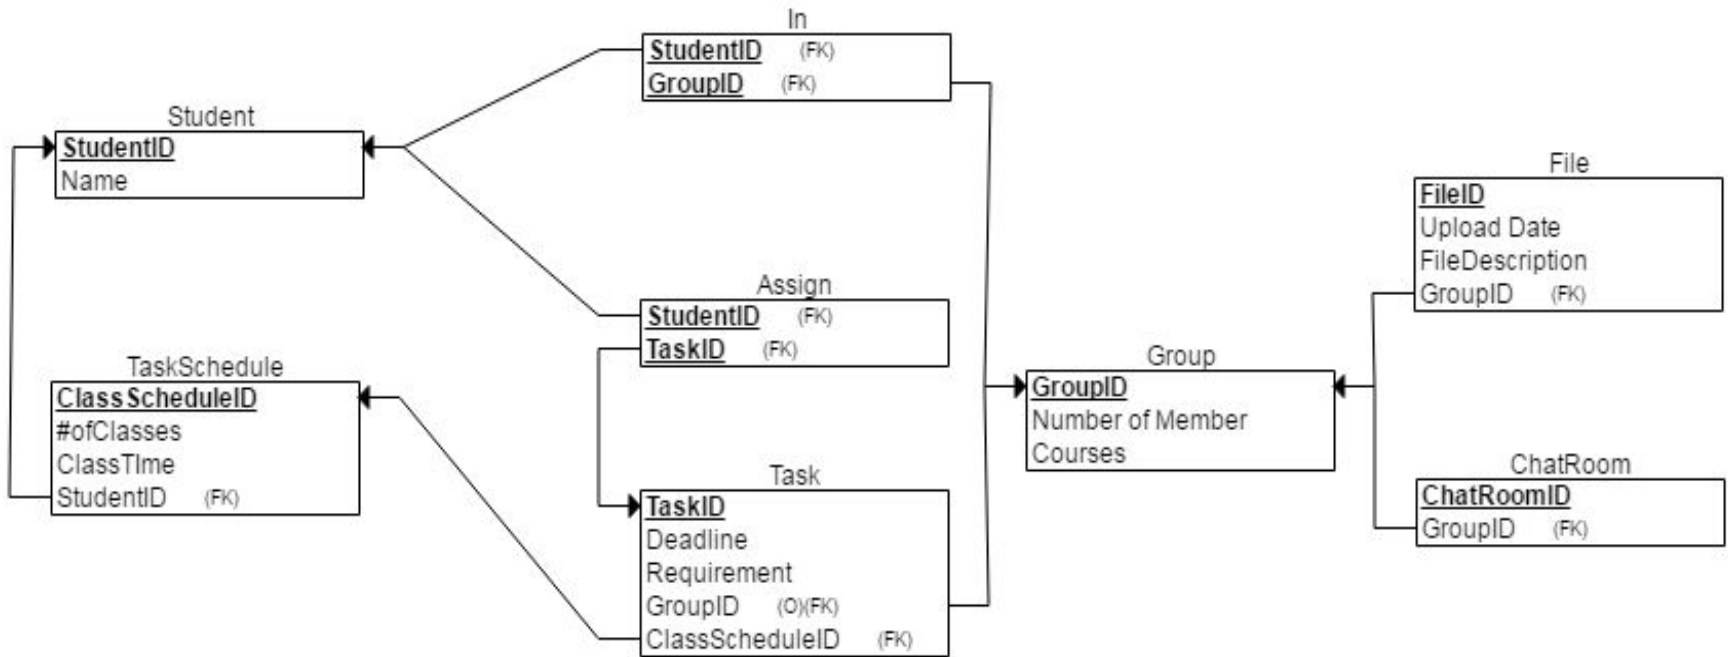 In
StudentID (FK)
GroupID (FK)
Student
StudentID
Name
Assign
StudentID (FK)
TaskID (FK)
TaskSchedule
ClassScheduleID
#ofClasses
ClassTIme
StudentID (FK)
Task
TaskID
Deadline
Requirement
GroupID (O)(FK)
ClassScheduleID (FK)
Group
GroupID
Number of Member
Courses
File
FileID
Upload Date
FileDescription
GroupID (FK)
ChatRoom
ChatRoomID
GroupID (FK)